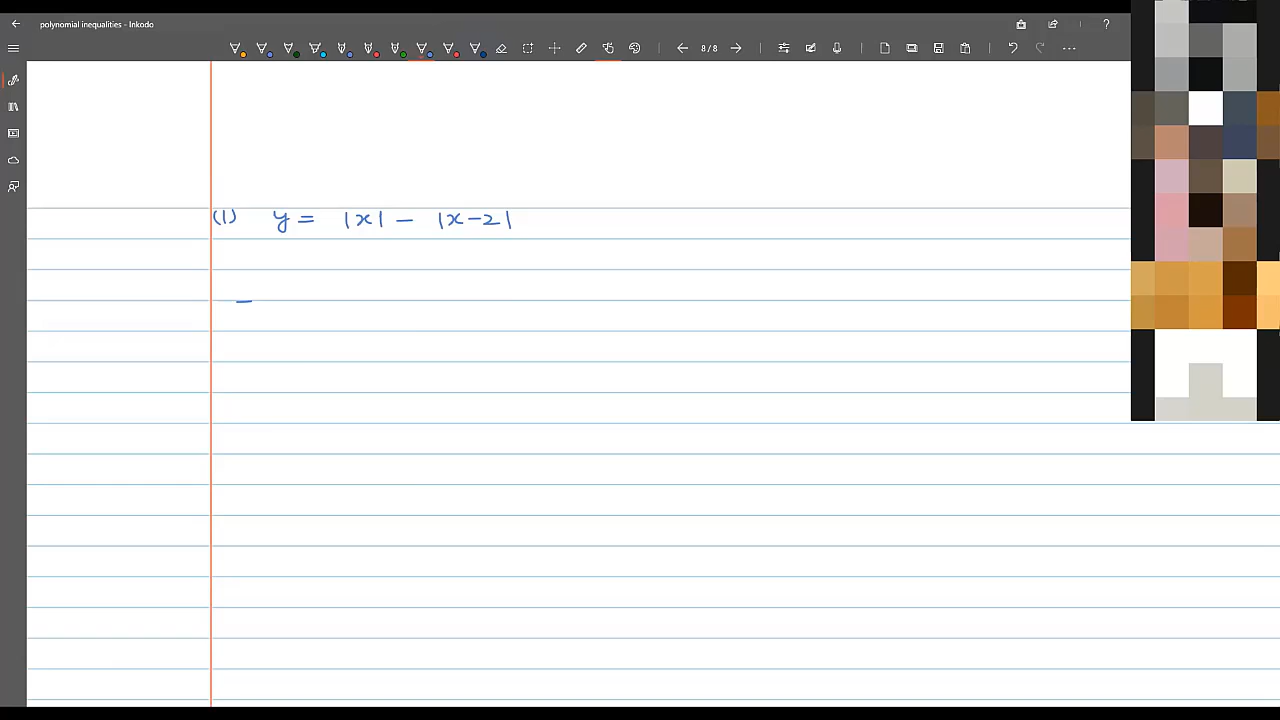 polynomial inequalities - Inkodo
8/8
(1) y = |x| - |x-2|